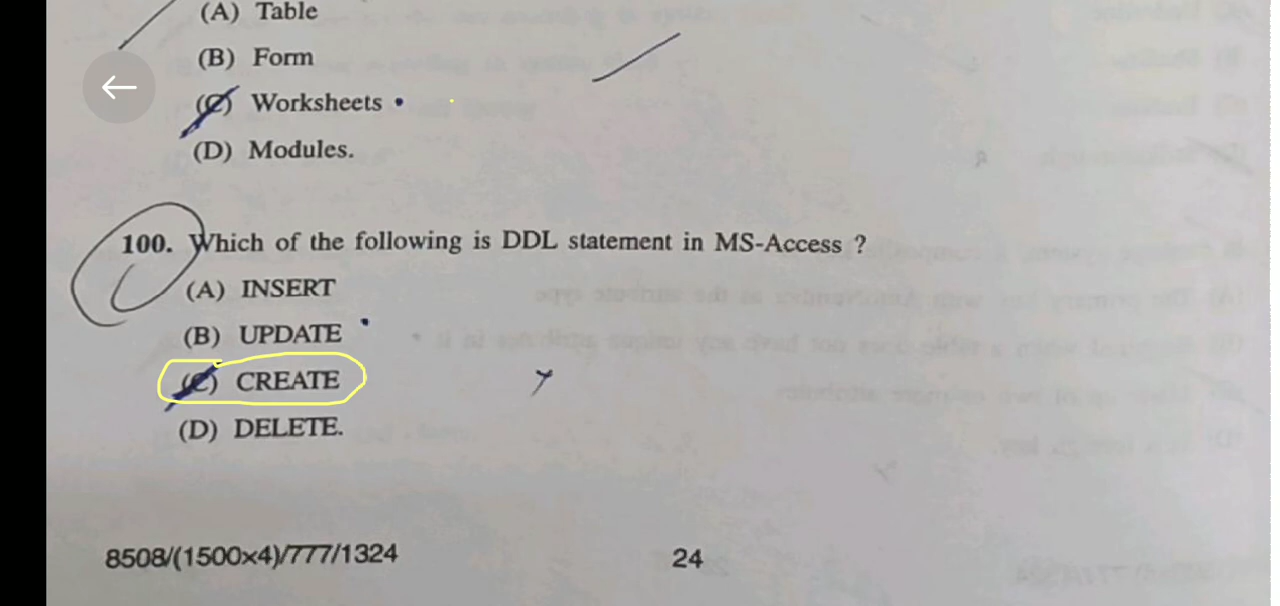 (A) Table
(B) Form
(C) Worksheets
(D) Modules.
100. Which of the following is DDL statement in MS-Access ?
(A) INSERT
(B) UPDATE
(C) CREATE
(D) DELETE.
8508/(1500×4)/777/1324
24